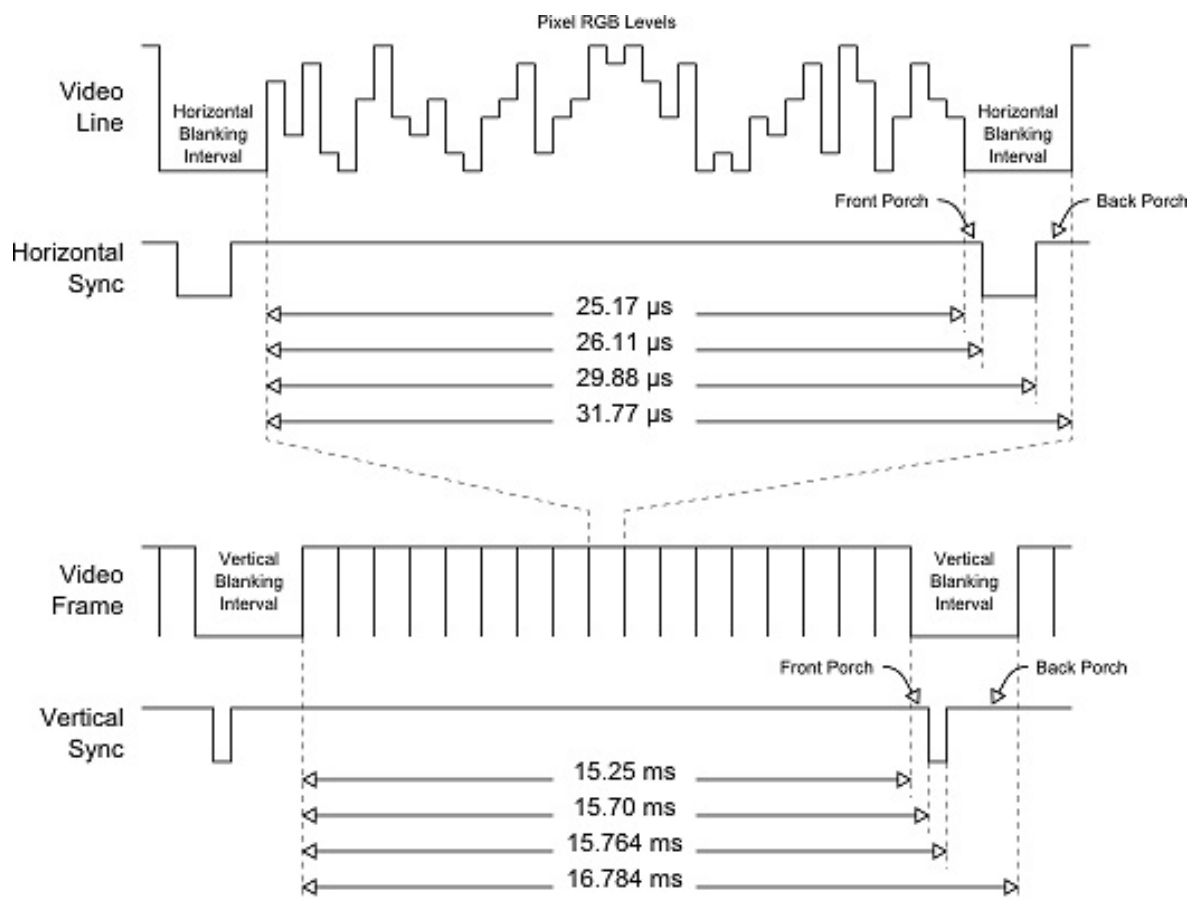 Pixel RGB Levels
Video
Line
Horizontal
Blanking
Interval
Horizontal
Blanking
Interval
Front Porch
Back Porch
Horizontal
Sync
25.17 µs
26.11 µs
29.88 µs
31.77 µs
Video
Frame
Vertical
Blanking
Interval
Vertical
Blanking
Interval
Front Porch
Back Porch
Vertical
Sync
15.25 ms
15.70 ms
15.764 ms
16.784 ms